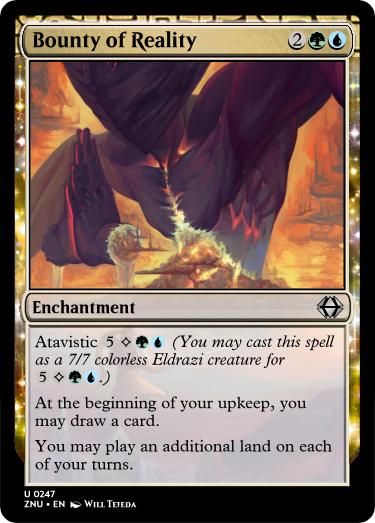 Bounty of Reality 2
Enchantment
Atavistic 5 (You may cast this spell
as a 7/7 colorless Eldrazi creature for
5 .)
At the beginning of your upkeep, you
may draw a card.
You may play an additional land on each
of your turns.
U 0247
ZNU • EN Will Tejeda